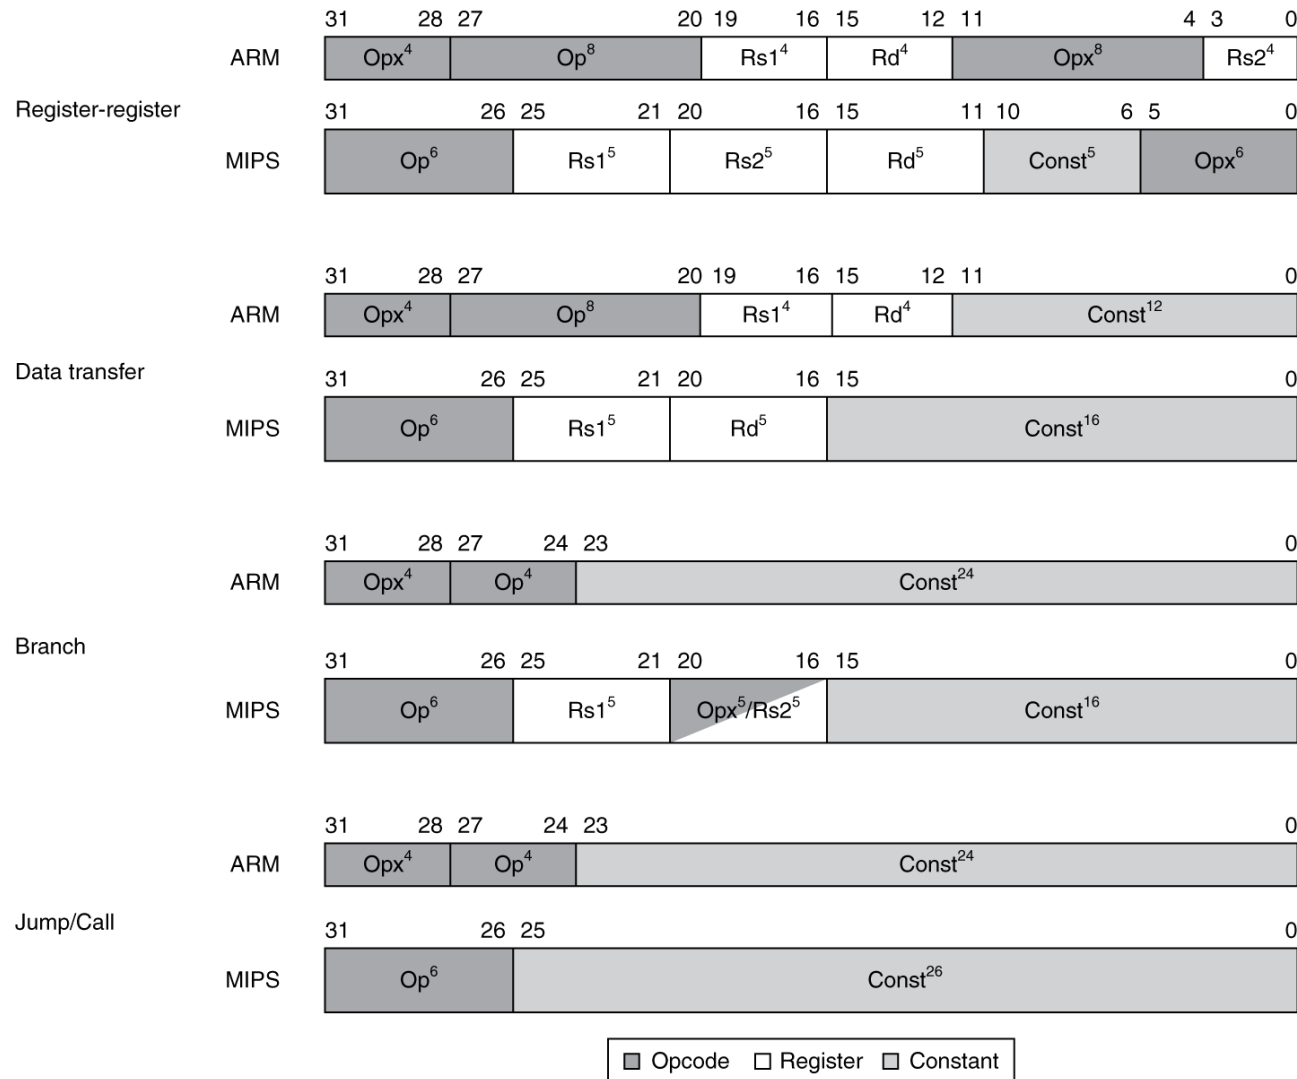 31 28 27 20 19 16 15 12 11 4 3 0
ARM Opx4 Op8 Rs14 Rd4 Opx8 Rs24
Register-register
31 26 25 21 20 16 15 11 10 6 5 0
MIPS Op6 Rs15 Rs25 Rd5 Const5 Opx6
31 28 27 20 19 16 15 12 11 0
ARM Opx4 Op8 Rs14 Rd4 Const12
Data transfer
31 26 25 21 20 16 15 0
MIPS Op6 Rs15 Rd5 Const16
31 28 27 24 23 0
ARM Opx4 Op4 Const24
Branch
31 26 25 21 20 16 15 0
MIPS Op6 Rs15 Opx5/Rs25 Const16
31 28 27 24 23 0
ARM Opx4 Op4 Const24
Jump/Call
31 26 25 0
MIPS Op6 Const26
Opcode Register Constant